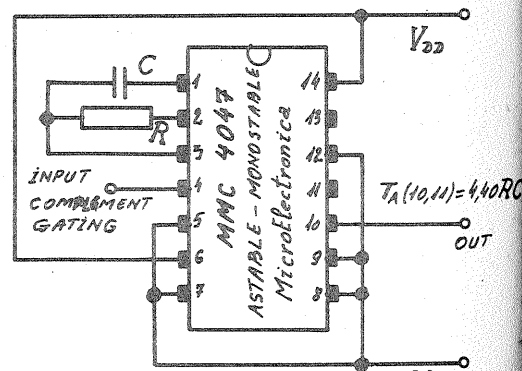 V_DD
C
R
1
2
3
4
5
6
7
14
13
12
11
10
9
8
MMC 4047
ASTABLE-MONOSTABLE
MicroElectronica
INPUT
COMPLEMENT
GATING
T_A(10,11)=4,40RC
OUT